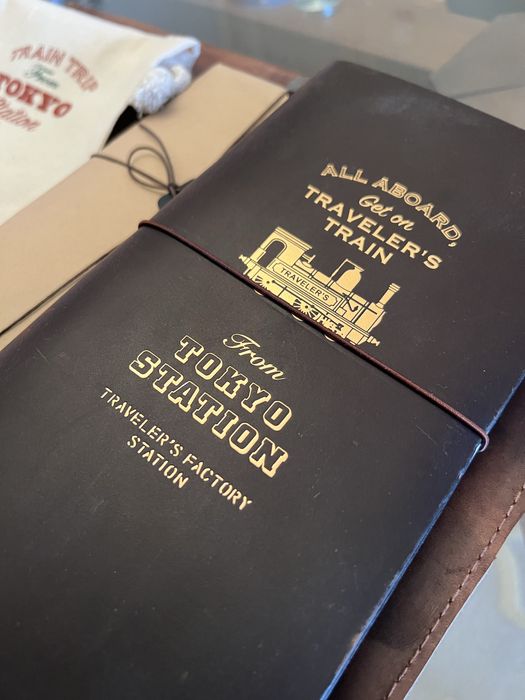 TRAIN TRIP
From
TOKYO
Station
ALL ABOARD,
Get on
TRAVELER'S
TRAIN
TRAVELER'S
From
TOKYO
STATION
TRAVELER'S FACTORY
STATION